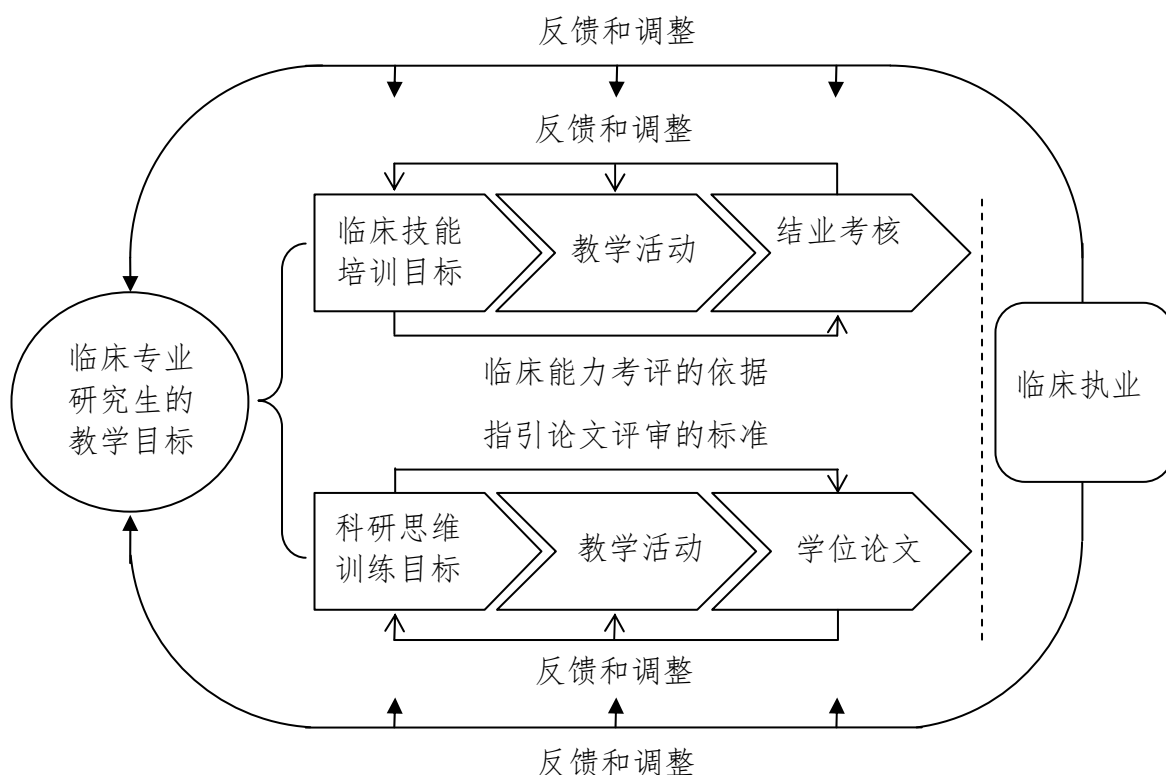 反馈和调整
反馈和调整
临床技能
培训目标
教学活动
结业考核
临床专业
研究生的
教学目标
临床能力考评的依据
指引论文评审的标准
临床执业
科研思维
训练目标
教学活动
学位论文
反馈和调整
反馈和调整